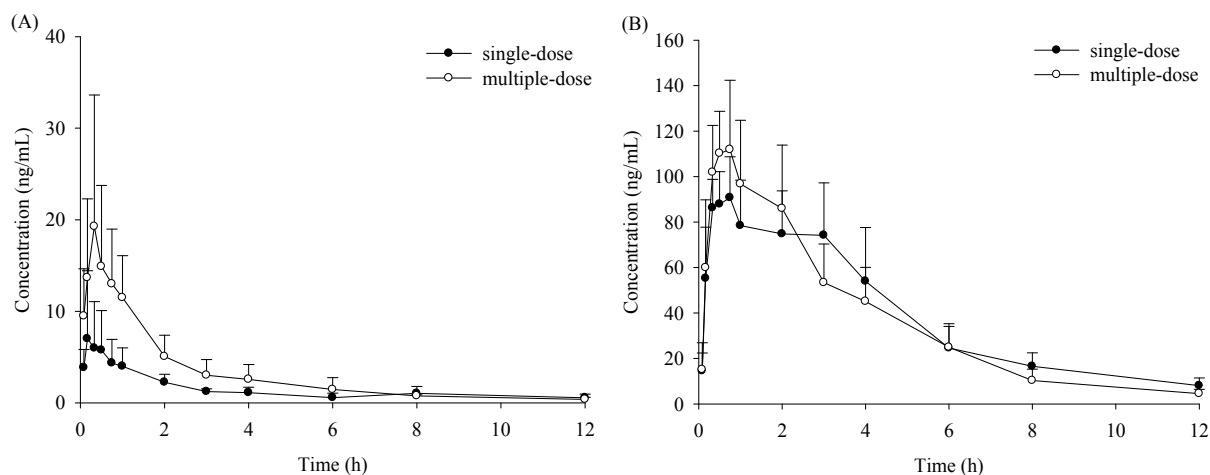 (A)
40
30
20
10
0
Concentration (ng/mL)
single-dose
multiple-dose
0 2 4 6 8 10 12
Time (h)
(B)
160
140
120
100
80
60
40
20
0
Concentration (ng/mL)
single-dose
multiple-dose
0 2 4 6 8 10 12
Time (h)